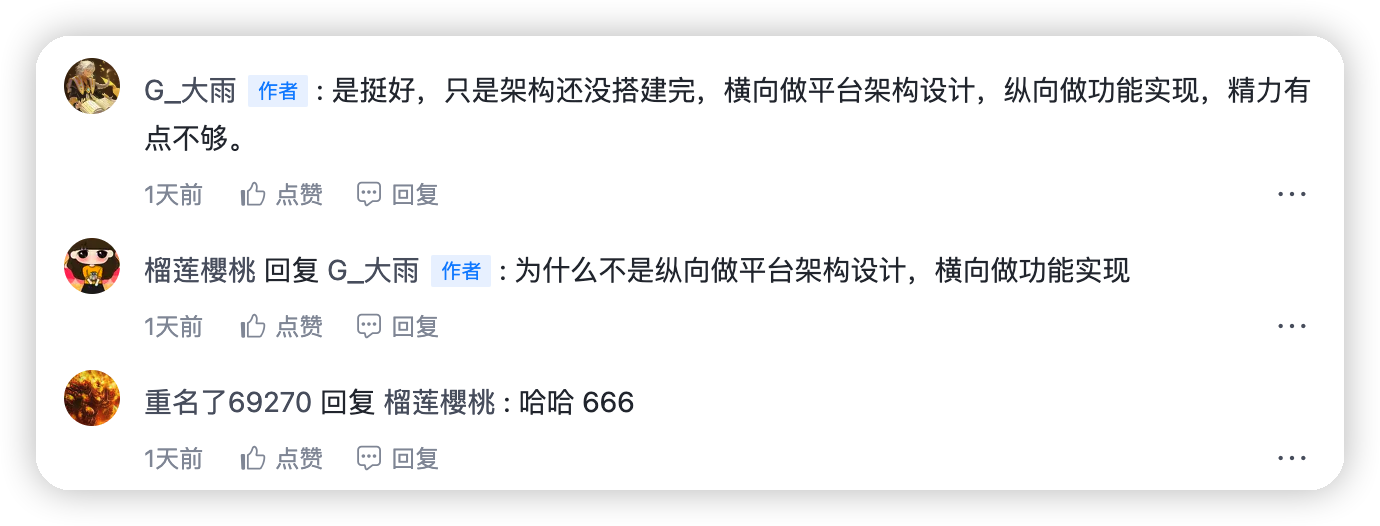 G_大雨 作者 : 是挺好，只是架构还没搭建完，横向做平台架构设计，纵向做功能实现，精力有
点不够。
1天前 点赞 回复
榴莲樱桃 回复 G_大雨 作者 : 为什么不是纵向做平台架构设计，横向做功能实现
1天前 点赞 回复
重名了69270 回复 榴莲樱桃 : 哈哈 666
1天前 点赞 回复